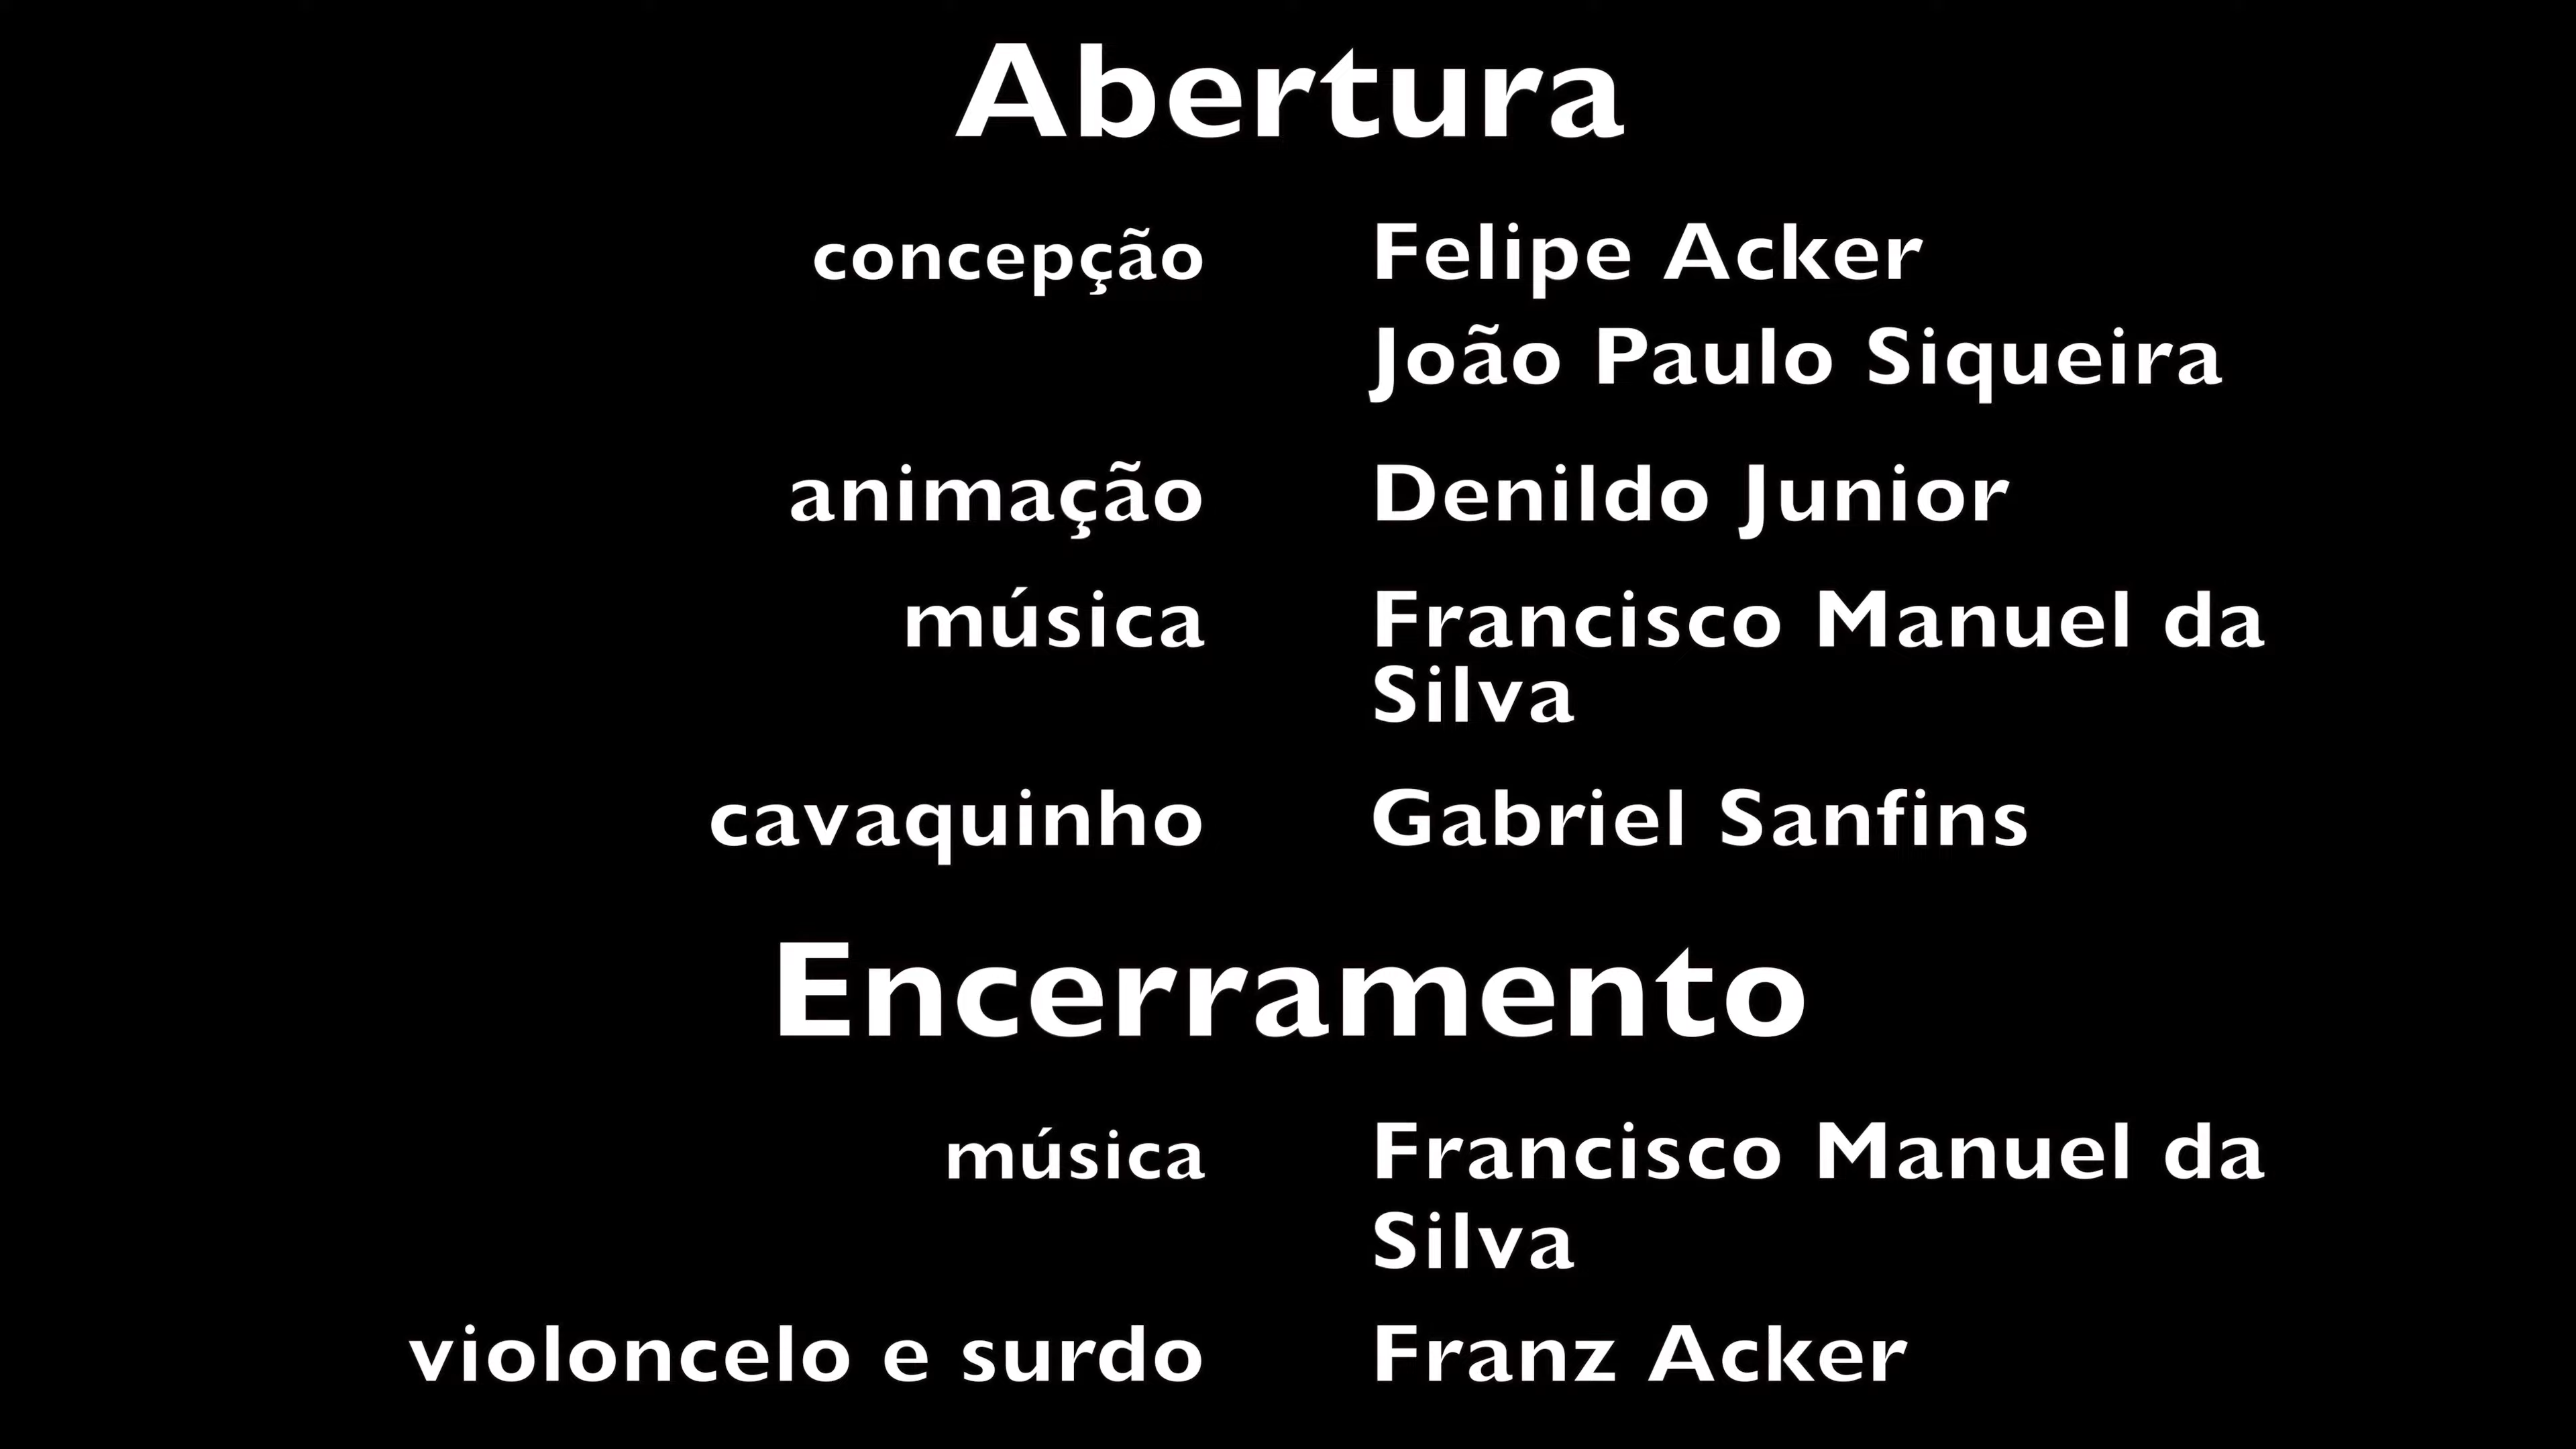 Abertura
concepção Felipe Acker
João Paulo Siqueira
animação Denildo Junior
música Francisco Manuel da
Silva
cavaquinho Gabriel Sanfins
Encerramento
música Francisco Manuel da
Silva
violoncelo e surdo Franz Acker